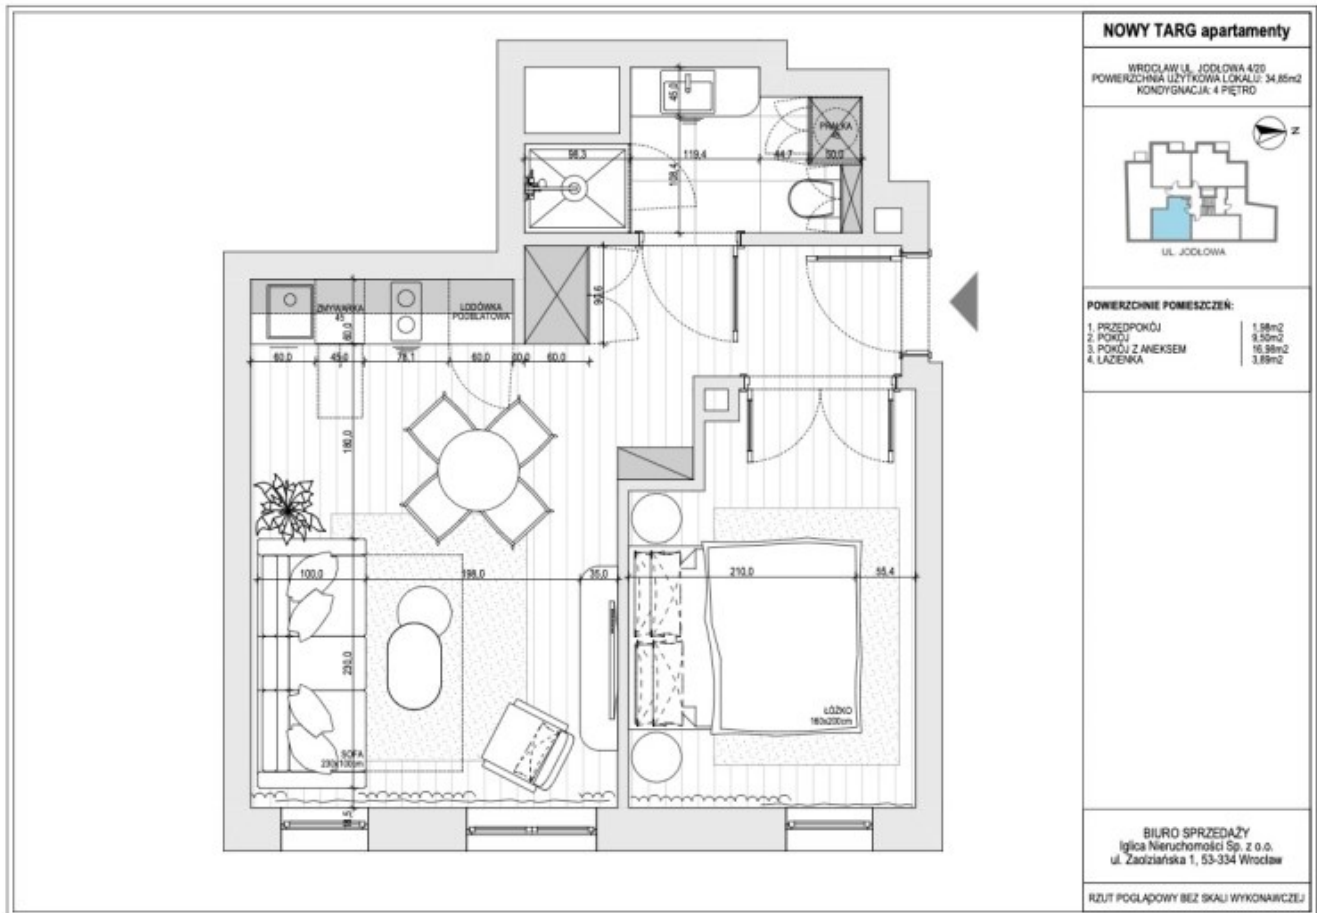 NOWY TARG apartamenty
WROCŁAW UL. JODŁOWA 4/20
POWIERZCHNIA UŻYTKOWA LOKALU: 34,85m2
KONDYGNACJA: 4 PIĘTRO
N
UL. JODŁOWA
POWIERZCHNIE POMIESZCZEŃ:
1. PRZEDPOKÓJ 1,98m2
2. POKÓJ 9,50m2
3. POKÓJ Z ANEKSEM 16,98m2
4. ŁAZIENKA 3,89m2
BIURO SPRZEDAŻY
Iglica Nieruchomości Sp. z o.o.
ul. Zaolziańska 1, 53-334 Wrocław
RZUT POGLĄDOWY BEZ SKALI WYKONAWCZEJ
45,0
PRALKA
98,3
119,4
44,7
50,0
108,4
ZMYWARKA
45
LODÓWKA
PODBLATOWA
60,0
60,0
45,0
78,1
60,0
60,0
180,0
100,0
198,0
35,0
210,0
55,4
230,0
ŁÓŻKO
160x200cm
SOFA
230x100cm
18,5